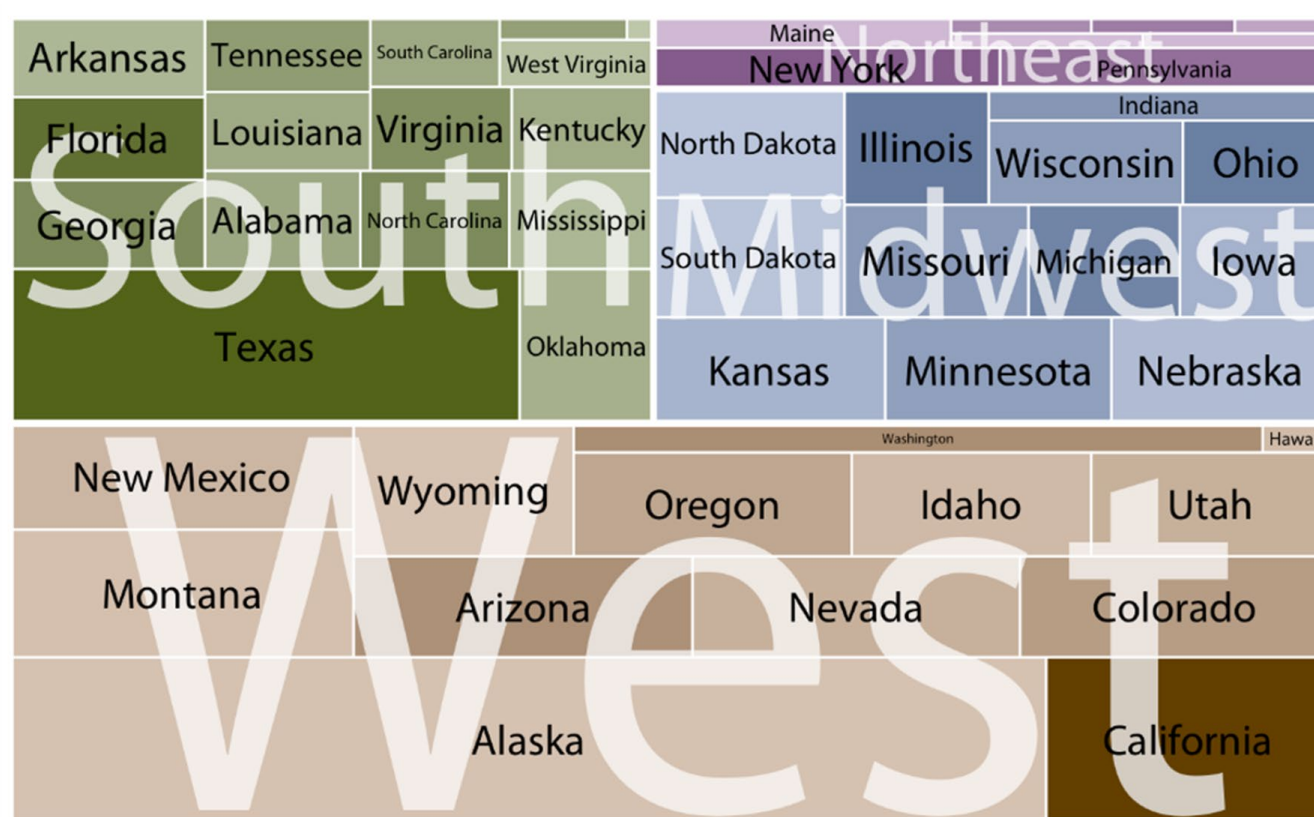 South
Arkansas
Tennessee
South Carolina
West Virginia
Florida
Louisiana
Virginia
Kentucky
Georgia
Alabama
North Carolina
Mississippi
Texas
Oklahoma
Northeast
Maine
New York
Pennsylvania
Midwest
North Dakota
Illinois
Indiana
Wisconsin
Ohio
South Dakota
Missouri
Michigan
Iowa
Kansas
Minnesota
Nebraska
West
New Mexico
Wyoming
Washington
Hawa
Oregon
Idaho
Utah
Montana
Arizona
Nevada
Colorado
Alaska
California